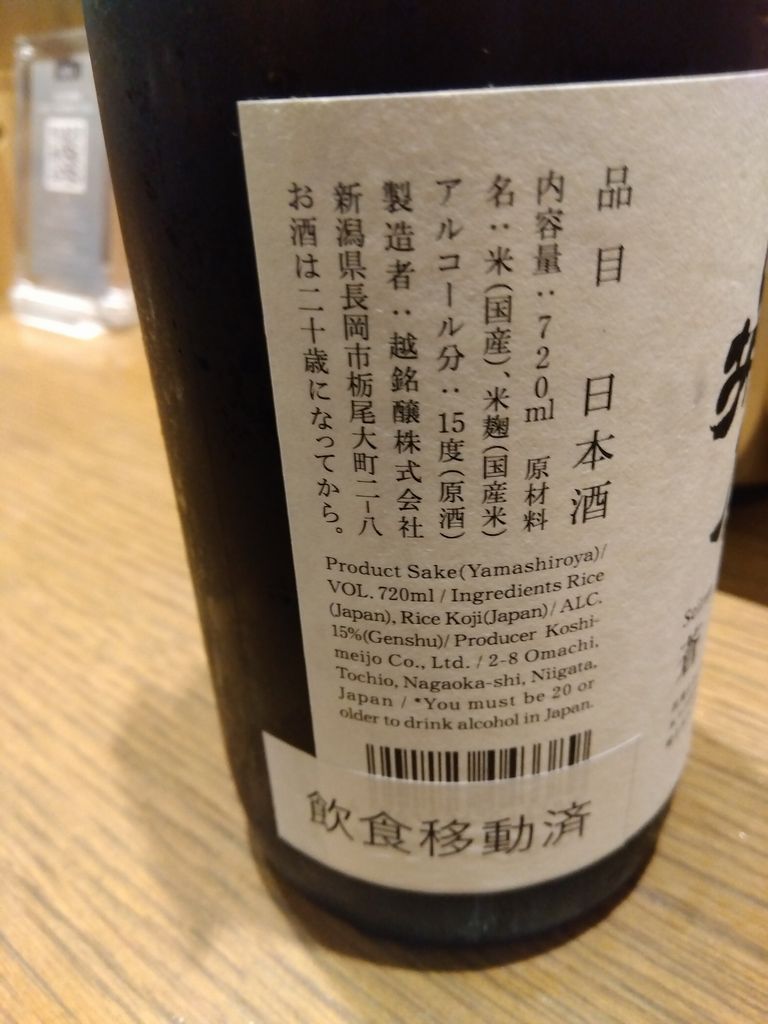 品目 日本酒
内容量：720ml 原材料
名：米(国産)、米麹(国産米)
アルコール分：15度(原酒)
製造者：越銘醸株式会社
新潟県長岡市栃尾大町二-八
お酒は二十歳になってから。
Product Sake(Yamashiroya)/
VOL. 720ml / Ingredients Rice
(Japan), Rice Koji(Japan)/ ALC.
15%(Genshu)/ Producer Koshi-
meijo Co., Ltd. / 2-8 Omachi,
Tochio, Nagaoka-shi, Niigata,
Japan / *You must be 20 or
older to drink alcohol in Japan.
飲食移動済